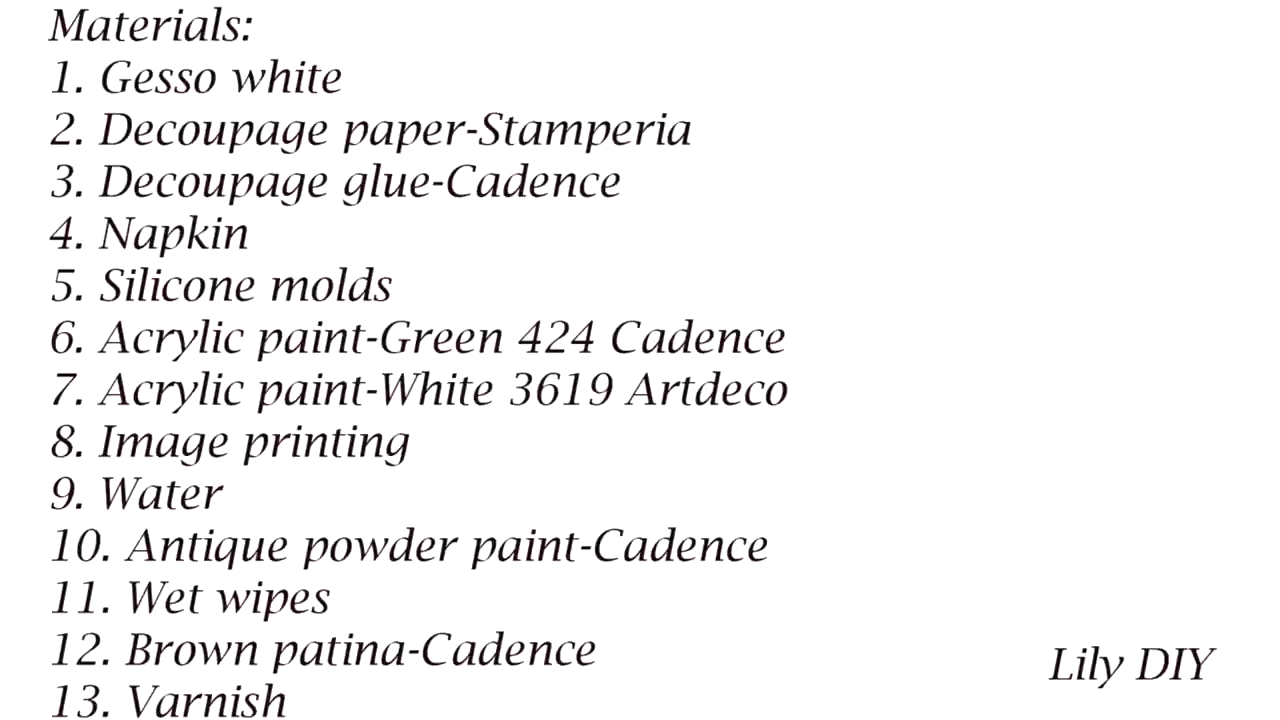 Materials:
1. Gesso white
2. Decoupage paper-Stamperia
3. Decoupage glue-Cadence
4. Napkin
5. Silicone molds
6. Acrylic paint-Green 424 Cadence
7. Acrylic paint-White 3619 Artdeco
8. Image printing
9. Water
10. Antique powder paint-Cadence
11. Wet wipes
12. Brown patina-Cadence
13. Varnish
Lily DIY